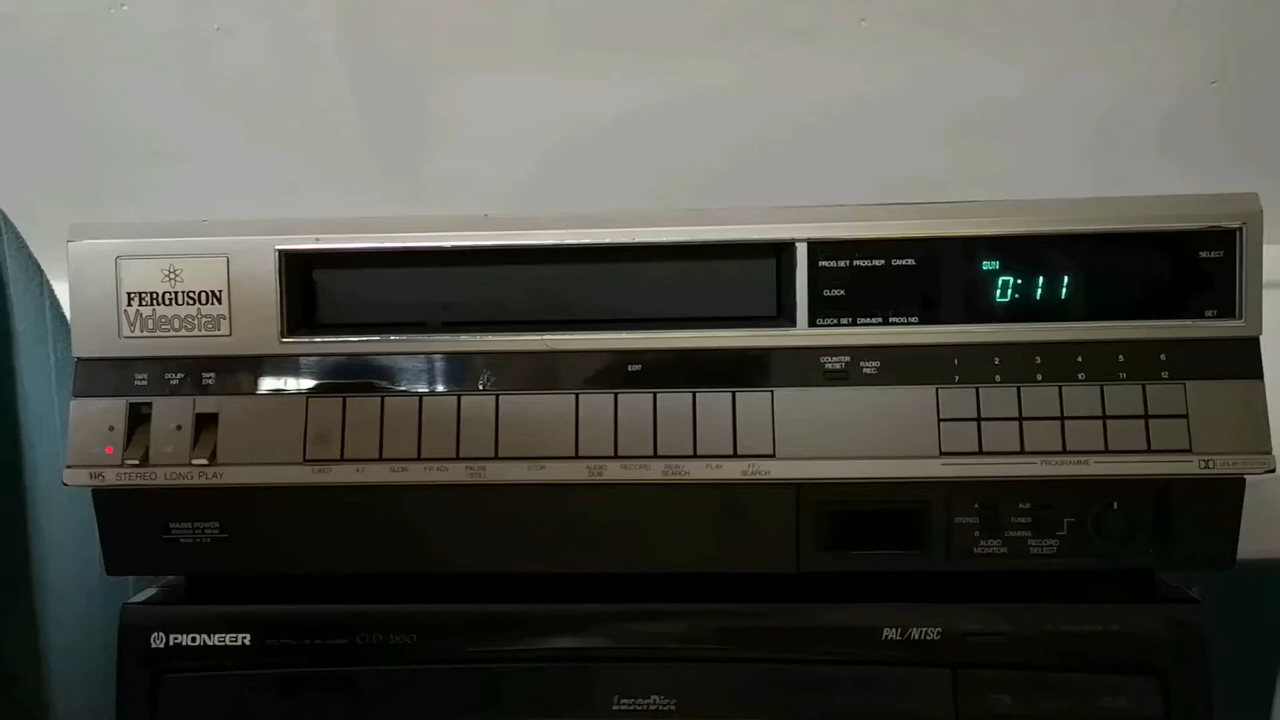 FERGUSON
Videostar
PROG.SET PROG.REP. CANCEL
SELECT
SUN
0:11
CLOCK
CLOCK SET DIMMER PROG.NO.
SET
TAPE RUN
DOLBY NR
TAPE END
EDIT
COUNTER RESET
RADIO REC.
1 2 3 4 5 6
7 8 9 10 11 12
VHS STEREO LONG PLAY
EJECT X2 SLOW FR.ADV. PAUSE/STILL STOP AUDIO DUB RECORD REW/SEARCH PLAY FF/SEARCH
PROGRAMME
DOLBY SYSTEM
MAINS POWER
A AUX
STEREO TUNER
B CAMERA
AUDIO MONITOR
RECORD SELECT
PIONEER
PAL/NTSC
LaserDisc